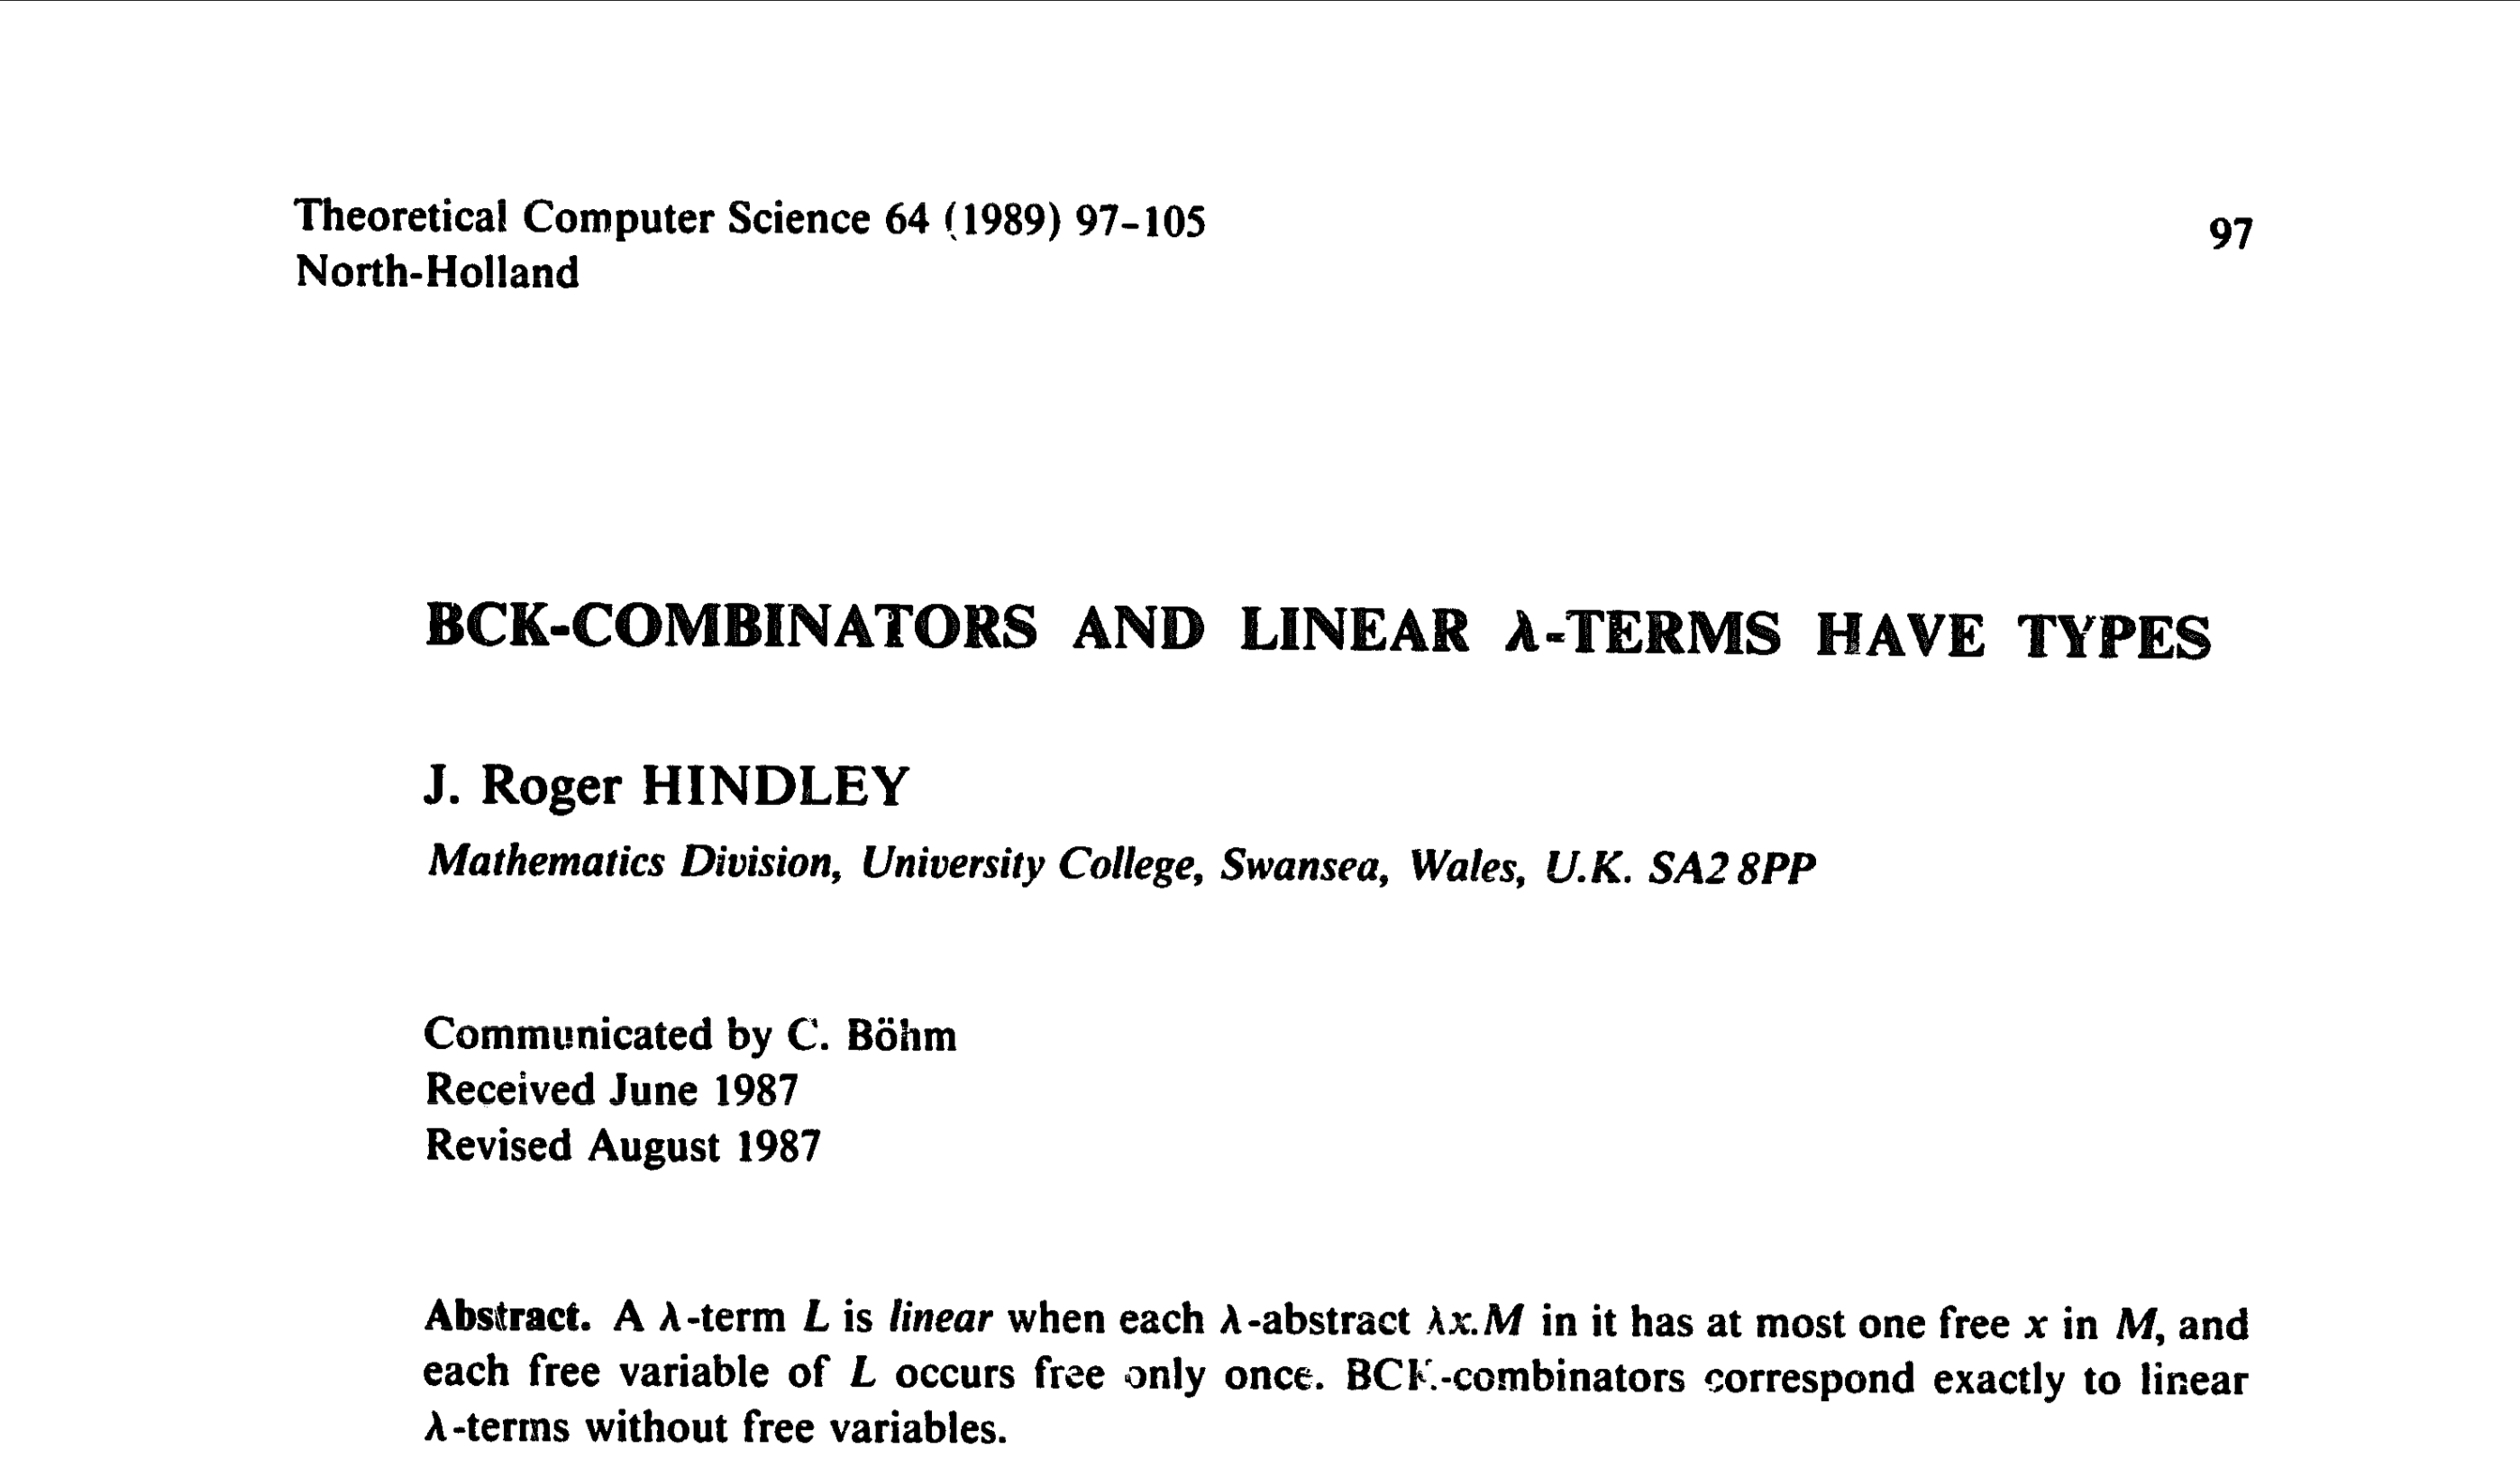 Theoretical Computer Science 64 (1989) 97-105
97
North-Holland
BCK-COMBINATORS AND LINEAR λ-TERMS HAVE TYPES
J. Roger HINDLEY
Mathematics Division, University College, Swansea, Wales, U.K. SA2 8PP
Communicated by C. Böhm
Received June 1987
Revised August 1987
Abstract. A λ-term L is linear when each λ-abstract λx.M in it has at most one free x in M, and
each free variable of L occurs free only once. BCK-combinators correspond exactly to linear
λ-terms without free variables.